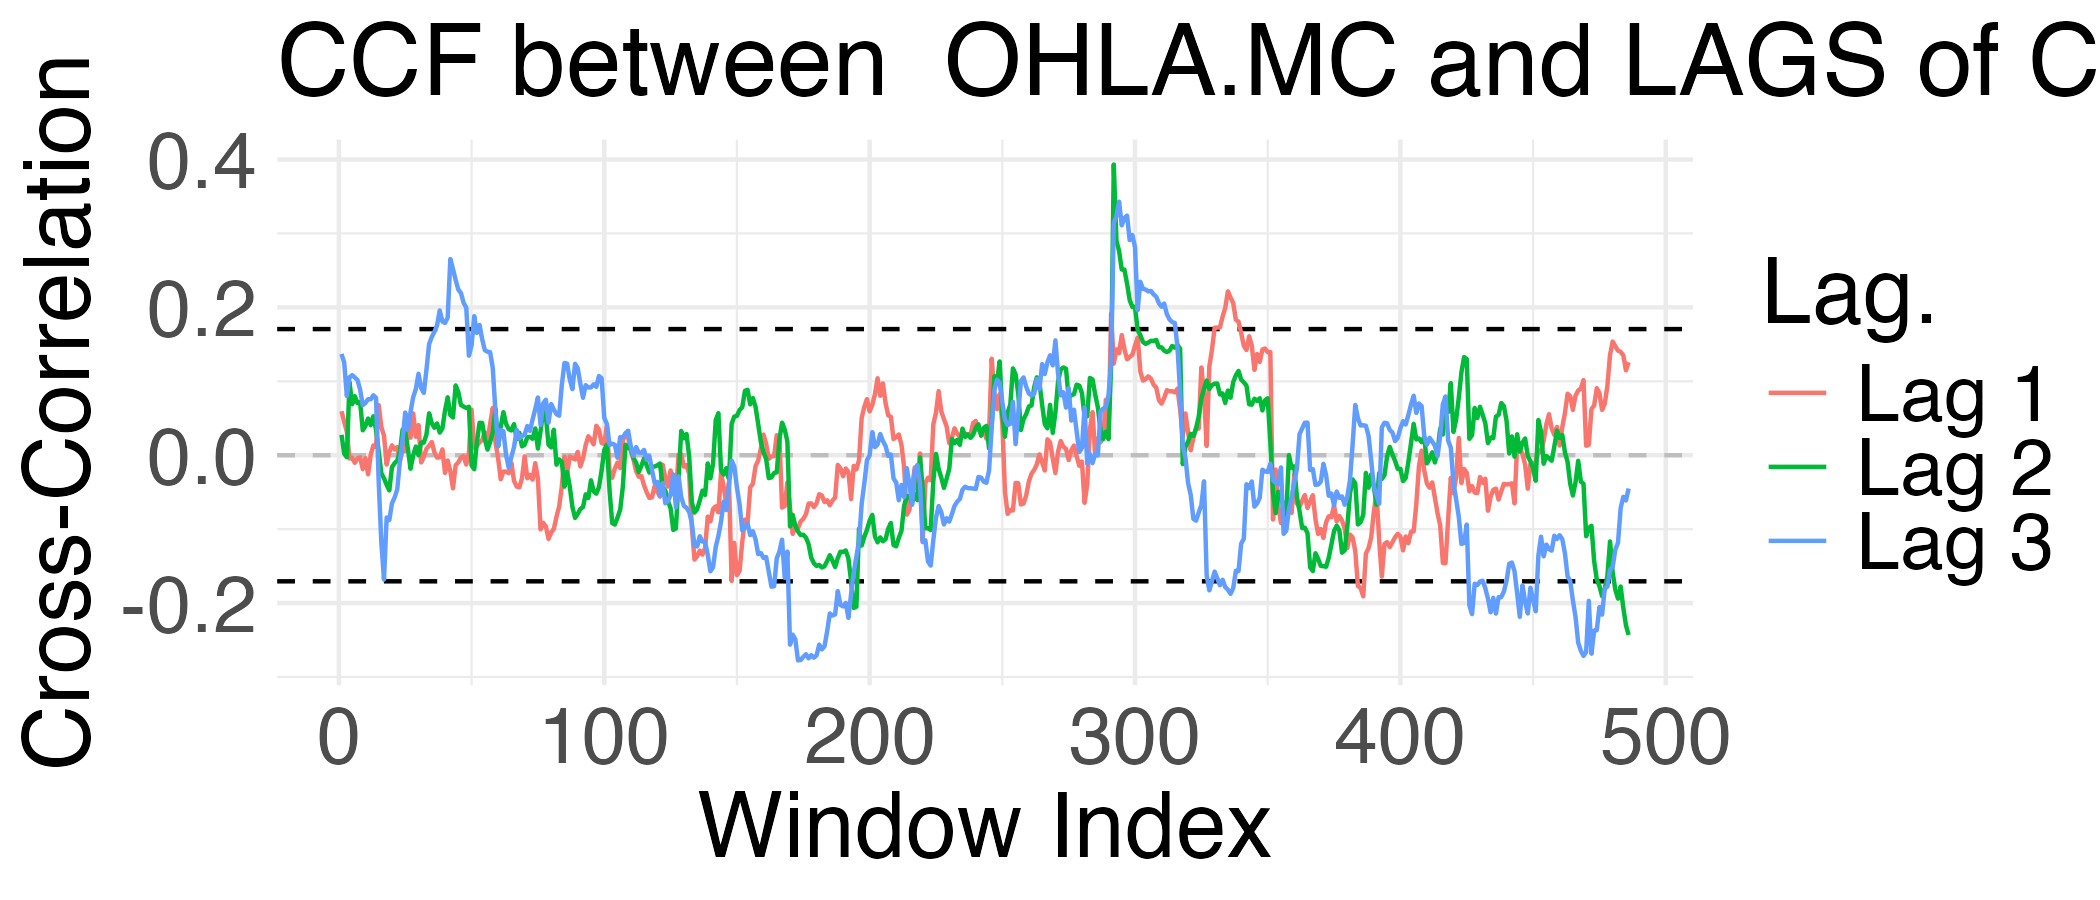 CCF between OHLA.MC and LAGS of C
Cross-Correlation
0.4
0.2
0.0
-0.2
0
100
200
300
400
500
Window Index
Lag.
Lag 1
Lag 2
Lag 3